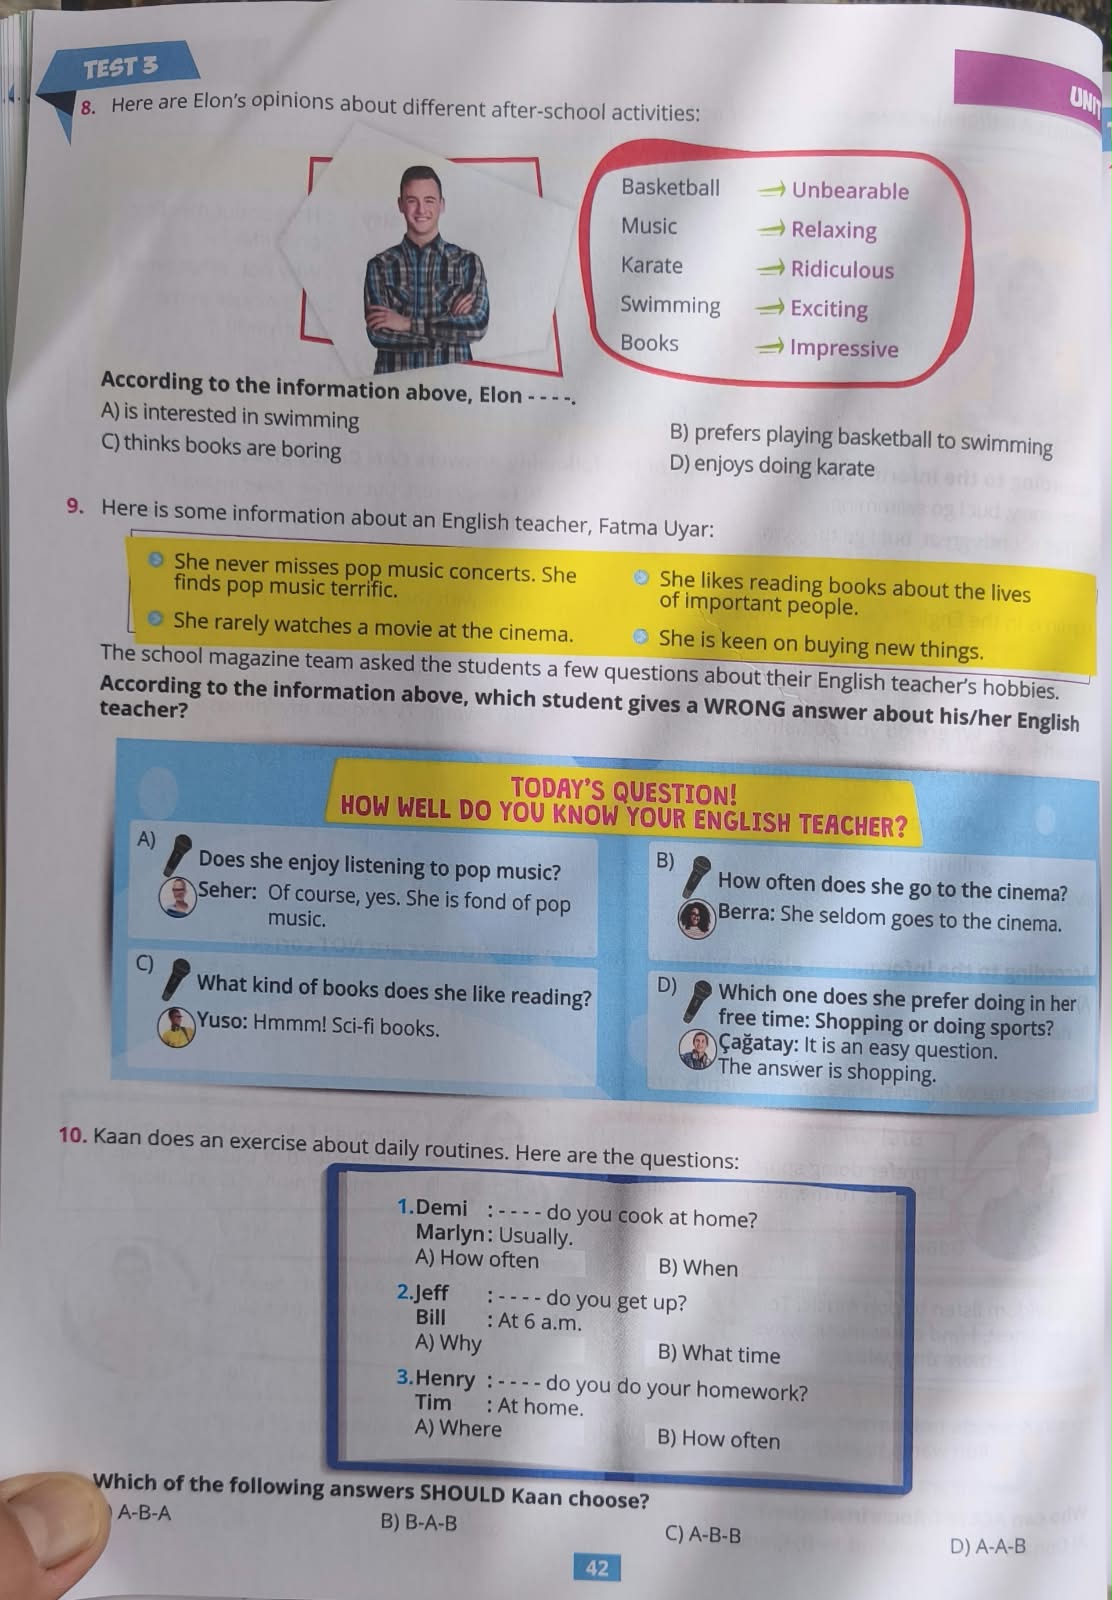 TEST 3
UNIT
8. Here are Elon's opinions about different after-school activities:
Basketball Unbearable
Music Relaxing
Karate Ridiculous
Swimming Exciting
Books Impressive
According to the information above, Elon - - - -.
A) is interested in swimming
B) prefers playing basketball to swimming
C) thinks books are boring
D) enjoys doing karate
9. Here is some information about an English teacher, Fatma Uyar:
She never misses pop music concerts. She
finds pop music terrific.
She rarely watches a movie at the cinema.
She likes reading books about the lives
of important people.
She is keen on buying new things.
The school magazine team asked the students a few questions about their English teacher's hobbies.
According to the information above, which student gives a WRONG answer about his/her English
teacher?
TODAY'S QUESTION!
HOW WELL DO YOU KNOW YOUR ENGLISH TEACHER?
A)
Does she enjoy listening to pop music?
Seher: Of course, yes. She is fond of pop
music.
B)
How often does she go to the cinema?
Berra: She seldom goes to the cinema.
C)
What kind of books does she like reading?
Yuso: Hmmm! Sci-fi books.
D)
Which one does she prefer doing in her
free time: Shopping or doing sports?
Çağatay: It is an easy question.
The answer is shopping.
10. Kaan does an exercise about daily routines. Here are the questions:
1.Demi : - - - - do you cook at home?
Marlyn: Usually.
A) How often B) When
2.Jeff : - - - - do you get up?
Bill : At 6 a.m.
A) Why B) What time
3.Henry : - - - - do you do your homework?
Tim : At home.
A) Where B) How often
Which of the following answers SHOULD Kaan choose?
) A-B-A
B) B-A-B
C) A-B-B
D) A-A-B
42